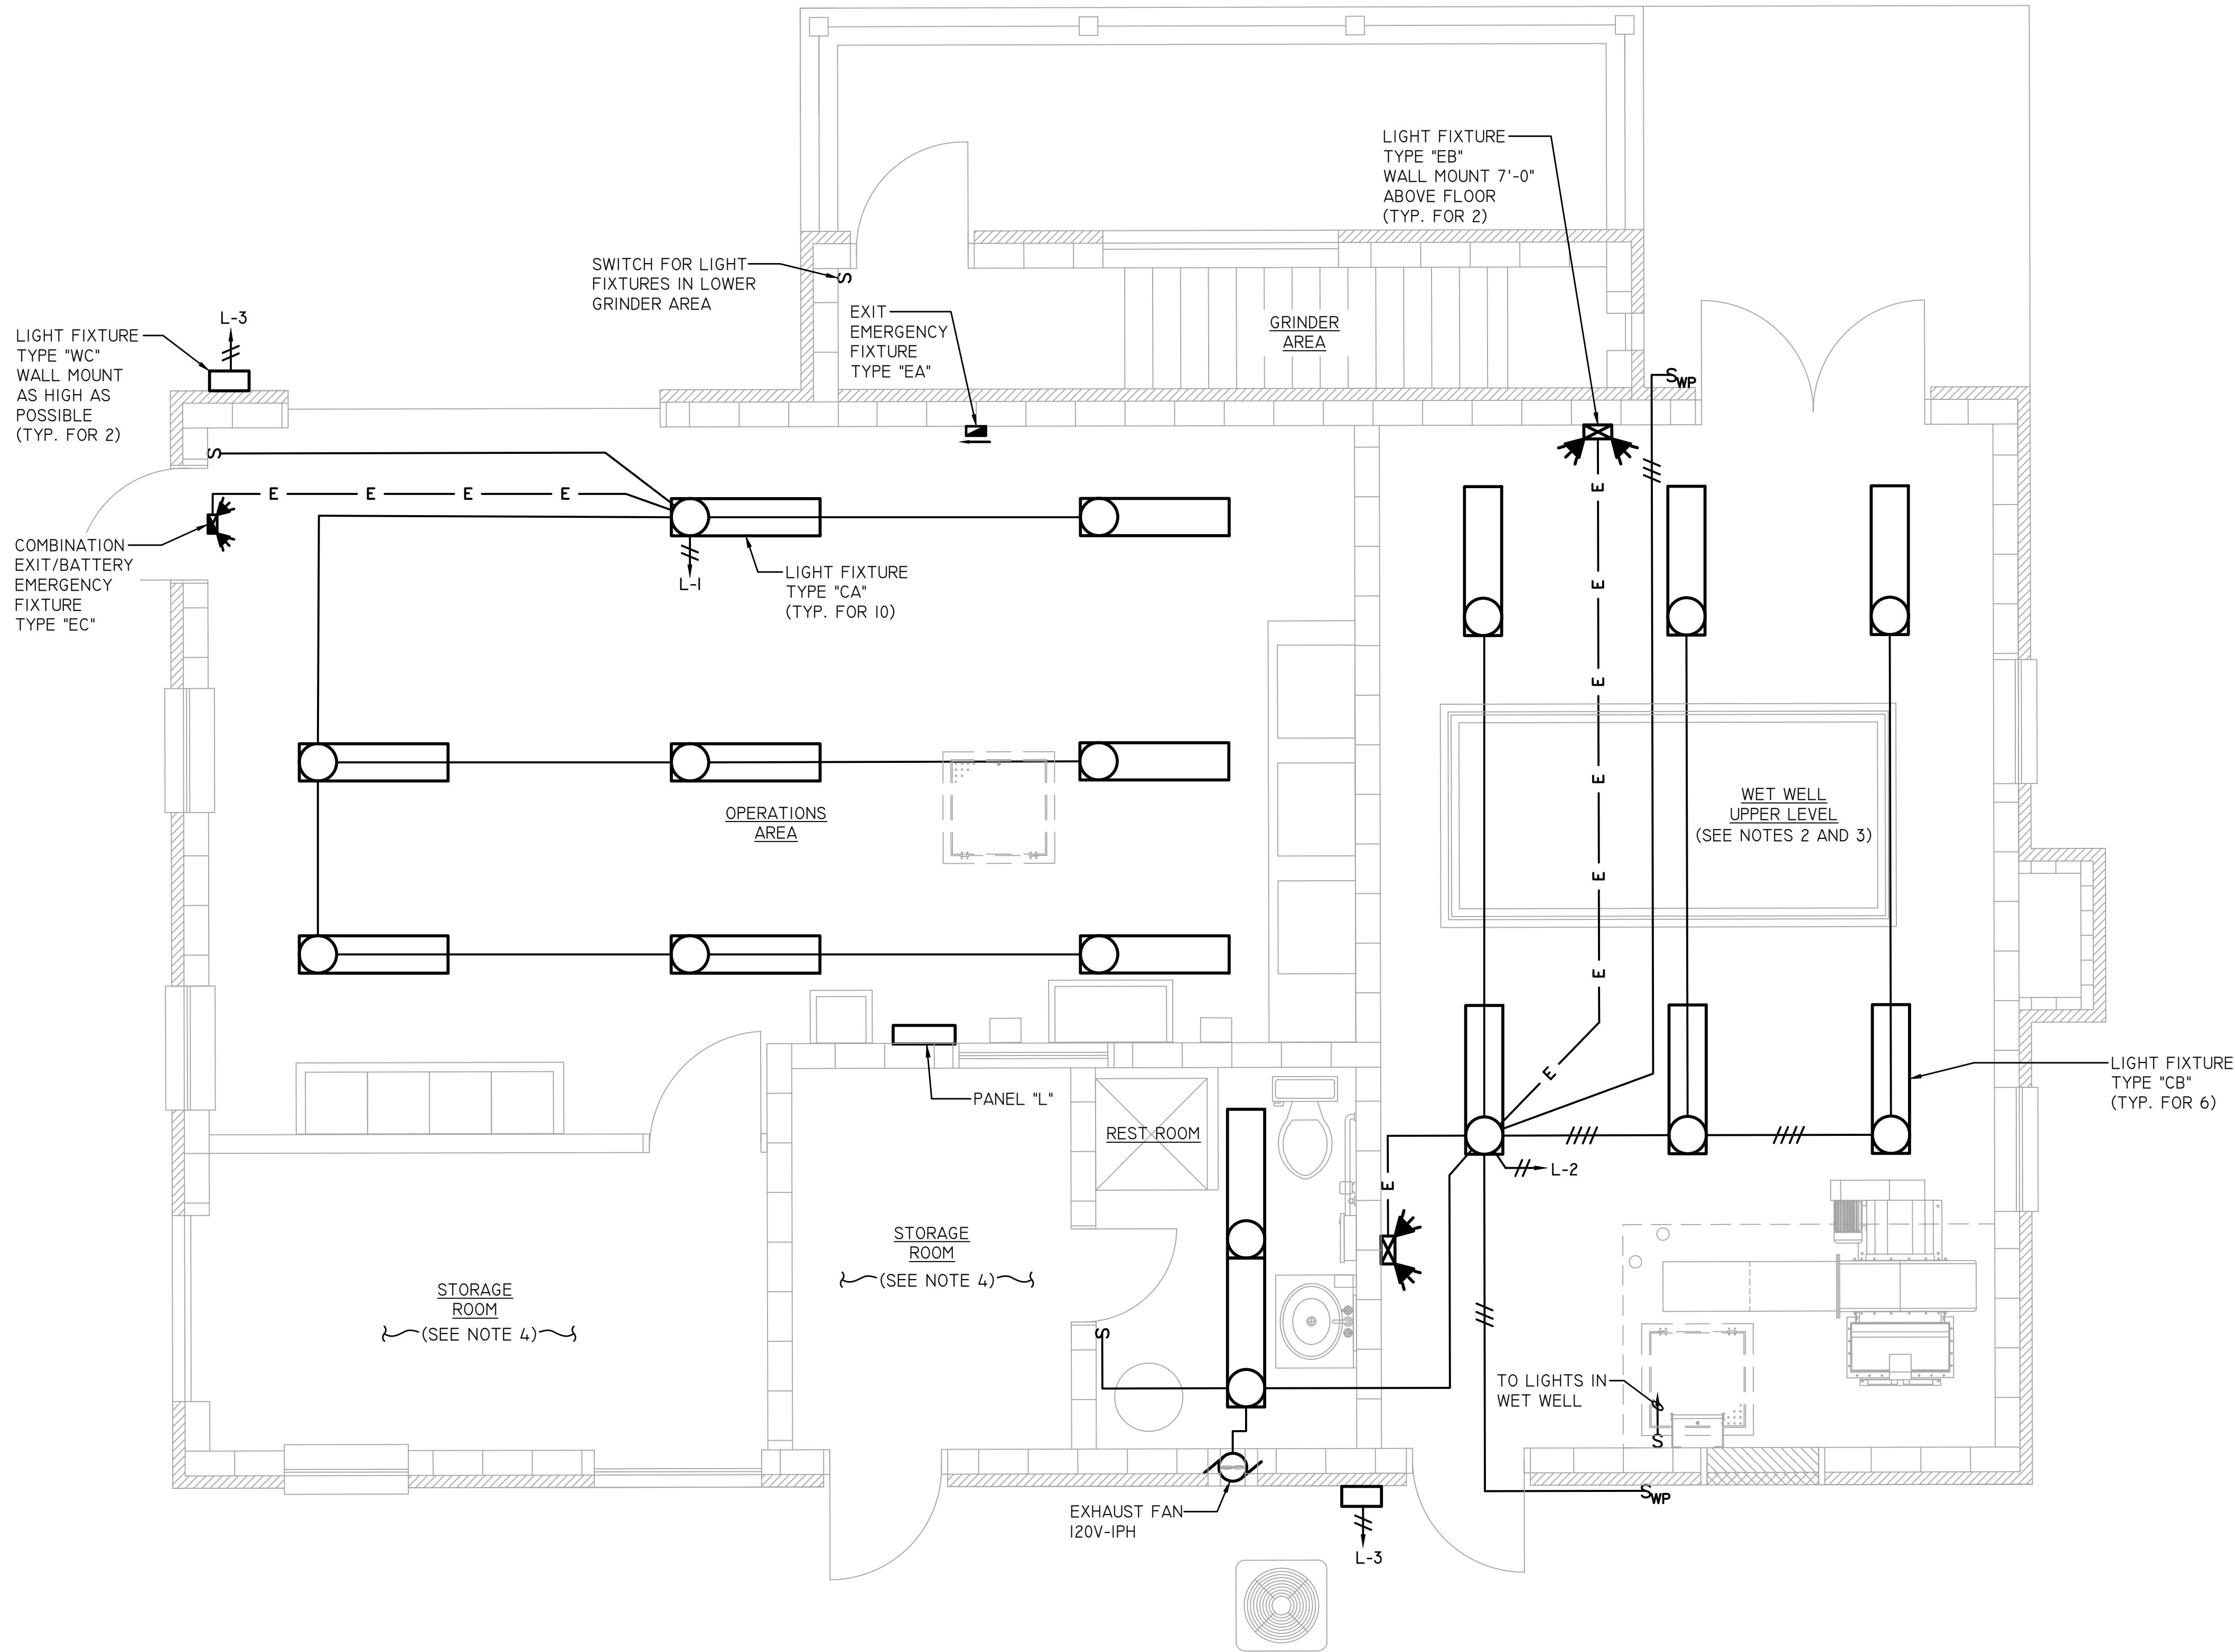 LIGHT FIXTURE
TYPE "EB"
WALL MOUNT 7'-0"
ABOVE FLOOR
(TYP. FOR 2)
SWITCH FOR LIGHT
FIXTURES IN LOWER
GRINDER AREA
S
EXIT
EMERGENCY
FIXTURE
TYPE "EA"
GRINDER
AREA
L-3
LIGHT FIXTURE
TYPE "WC"
WALL MOUNT
AS HIGH AS
POSSIBLE
(TYP. FOR 2)
SWP
S
E E E E
COMBINATION
EXIT/BATTERY
EMERGENCY
FIXTURE
TYPE "EC"
L-1
LIGHT FIXTURE
TYPE "CA"
(TYP. FOR 10)
E
E
E
E
E
E
E
OPERATIONS
AREA
WET WELL
UPPER LEVEL
(SEE NOTES 2 AND 3)
LIGHT FIXTURE
TYPE "CB"
(TYP. FOR 6)
PANEL "L"
REST ROOM
L-2
E
STORAGE
ROOM
(SEE NOTE 4)
STORAGE
ROOM
(SEE NOTE 4)
S
TO LIGHTS IN
WET WELL
S
SWP
EXHAUST FAN
120V-1PH
L-3